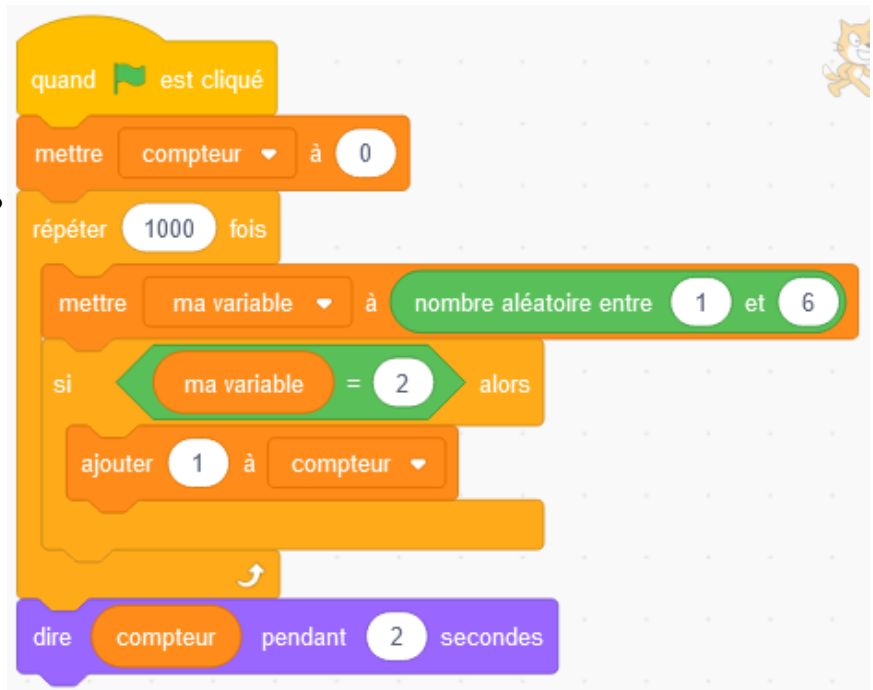 quand est cliqué
mettre compteur à 0
répéter 1000 fois
mettre ma variable à nombre aléatoire entre 1 et 6
si ma variable = 2 alors
ajouter 1 à compteur
dire compteur pendant 2 secondes